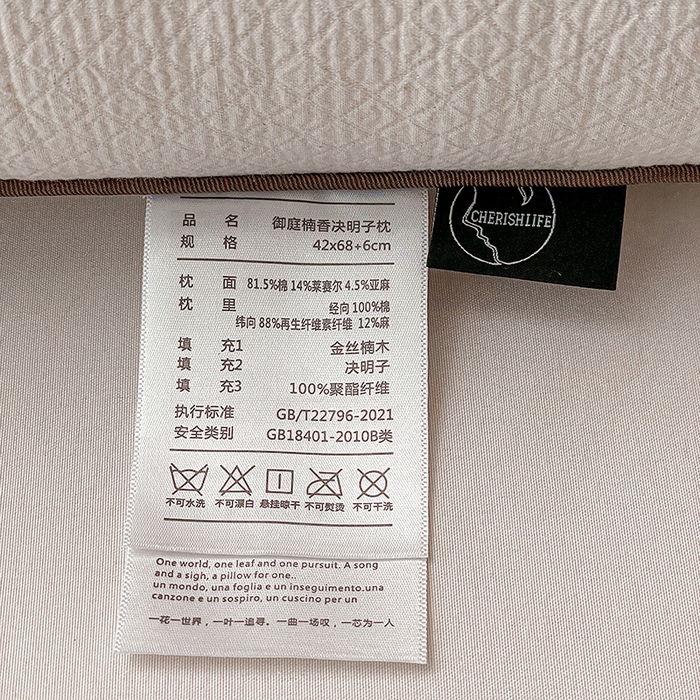 CHERISHLIFE
品 名 御庭楠香决明子枕
规 格 42x68+6cm
枕 面 81.5%棉 14%莱赛尔 4.5%亚麻
枕 里 经向 100%棉
纬向 88%再生纤维素纤维 12%麻
填 充1 金丝楠木
填 充2 决明子
填 充3 100%聚酯纤维
执行标准 GB/T22796-2021
安全类别 GB18401-2010B类
不可水洗 不可漂白 悬挂晾干 不可熨烫 不可干洗
One world, one leaf and one pursuit. A song
and a sigh, a pillow for one..
un mondo, una foglia e un inseguimento.una
canzone e un sospiro, un cuscino per un
一花一世界，一叶一追寻。一曲一场叹，一芯为一人